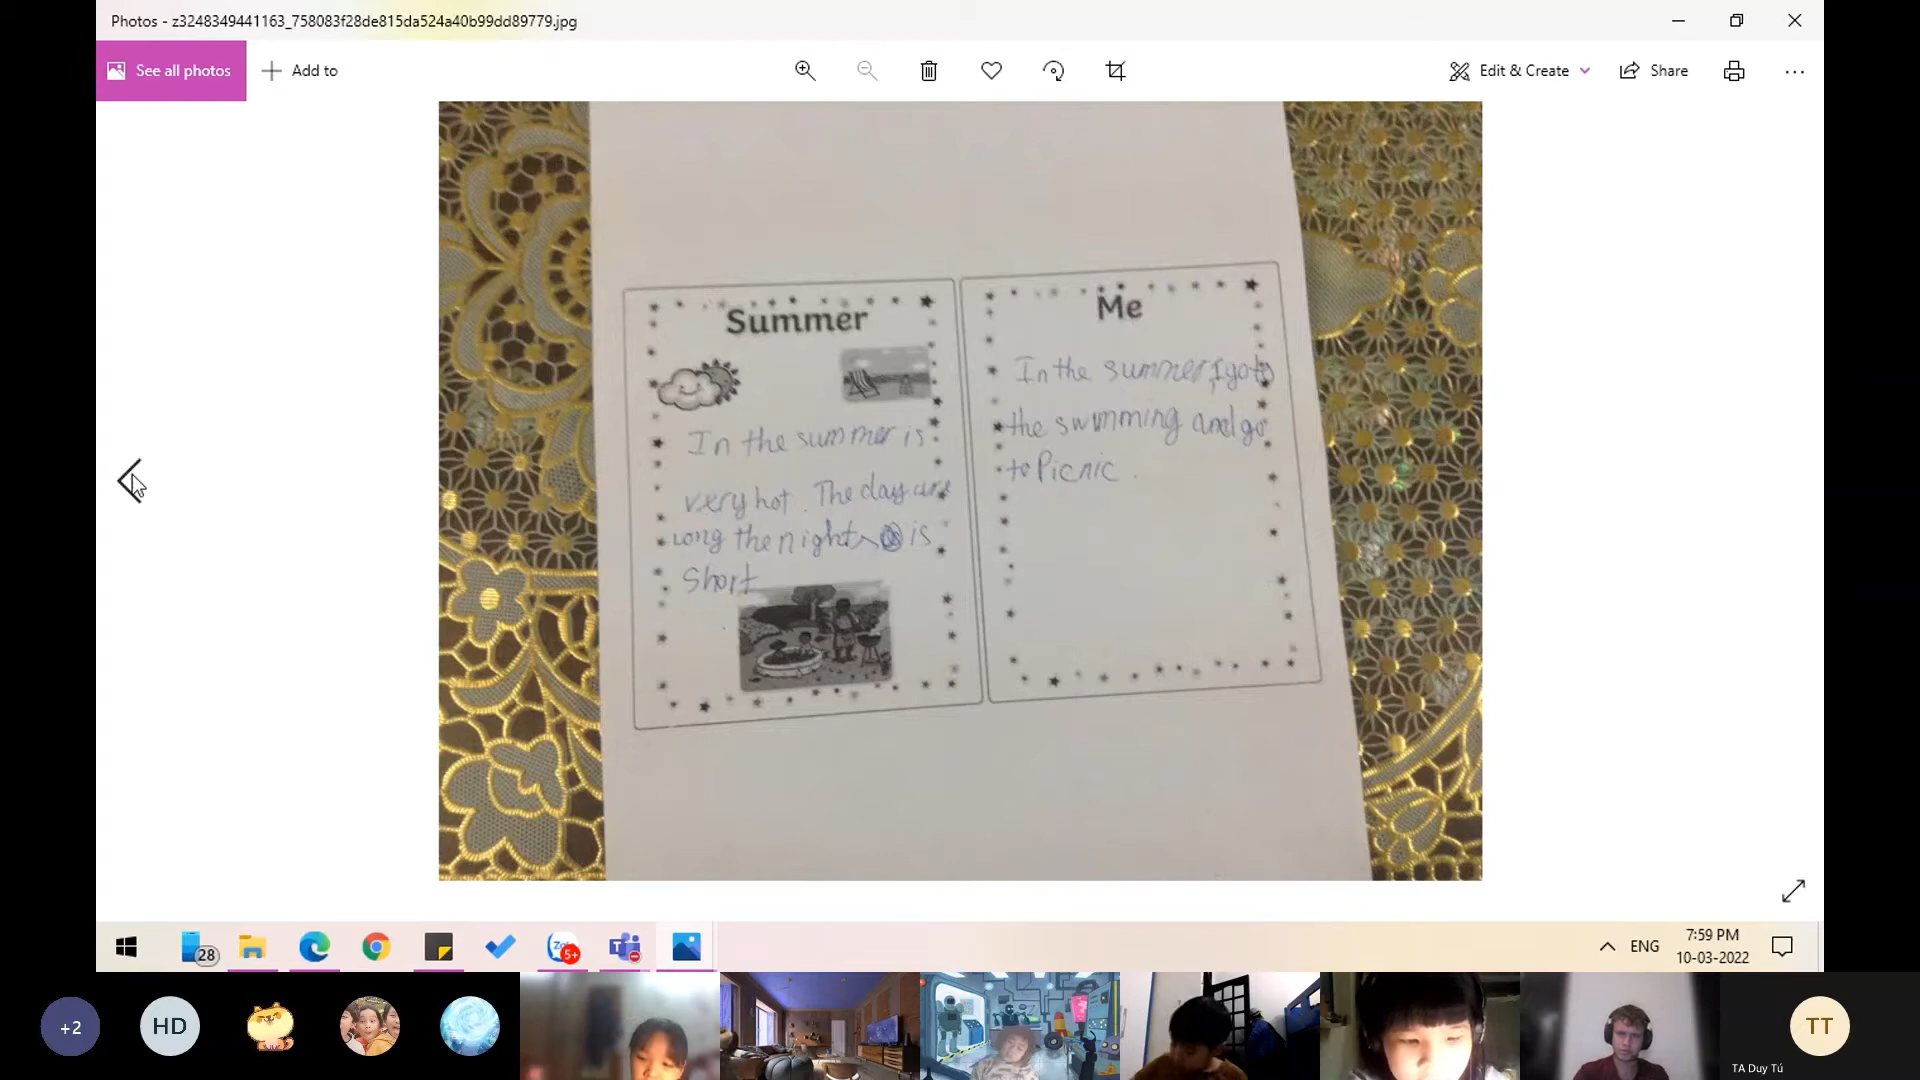 Photos - z3248349441163_758083f28de815da524a40b99dd89779.jpg
See all photos
Add to
Edit & Create
Share
Summer
In the summer is
very hot. The day are
long the night is
short
Me
In the summer, I go to
the swimming and go
to Picnic.
28
Zalo
5+
T
ENG
7:59 PM
10-03-2022
+2
HD
TT
TA Duy Tú